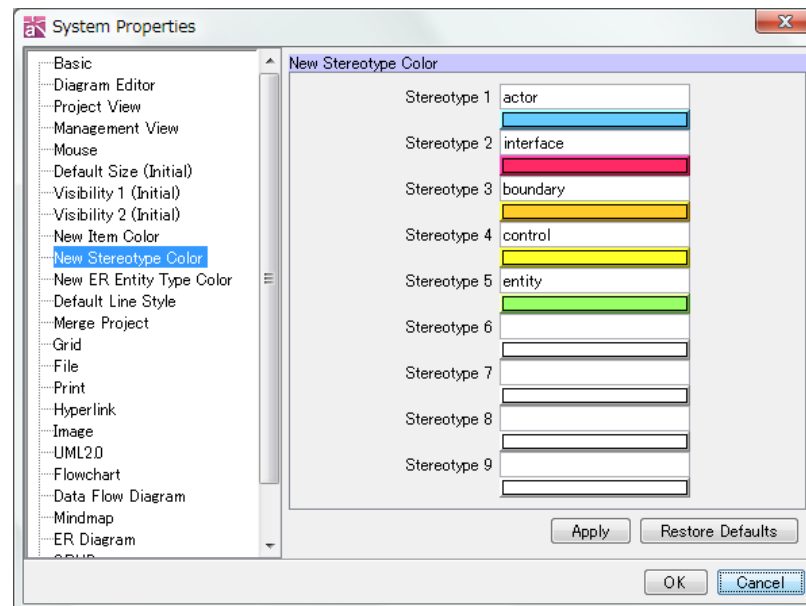 System Properties
Basic
Diagram Editor
Project View
Management View
Mouse
Default Size (Initial)
Visibility 1 (Initial)
Visibility 2 (Initial)
New Item Color
New Stereotype Color
New ER Entity Type Color
Default Line Style
Merge Project
Grid
File
Print
Hyperlink
Image
UML2.0
Flowchart
Data Flow Diagram
Mindmap
ER Diagram
New Stereotype Color
Stereotype 1 actor
Stereotype 2 interface
Stereotype 3 boundary
Stereotype 4 control
Stereotype 5 entity
Stereotype 6
Stereotype 7
Stereotype 8
Stereotype 9
Apply Restore Defaults
OK Cancel